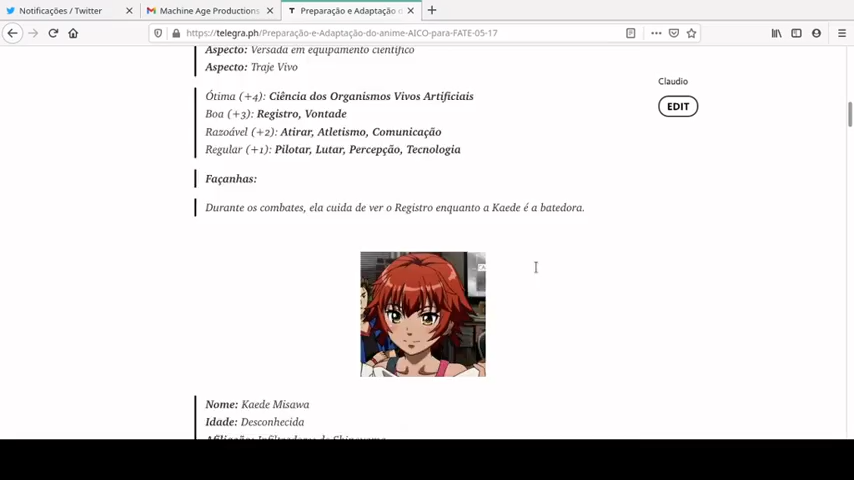 Notificações / Twitter
Machine Age Productions
Preparação e Adaptação d
https://telegra.ph/Preparação-e-Adaptação-do-anime-AICO-para-FATE-05-17
Aspecto: Versada em equipamento científico
Aspecto: Traje Vivo
Claudio
EDIT
Ótima (+4): Ciência dos Organismos Vivos Artificiais
Boa (+3): Registro, Vontade
Razoável (+2): Atirar, Atletismo, Comunicação
Regular (+1): Pilotar, Lutar, Percepção, Tecnologia
Façanhas:
Durante os combates, ela cuida de ver o Registro enquanto a Kaede é a batedora.
Nome: Kaede Misawa
Idade: Desconhecida